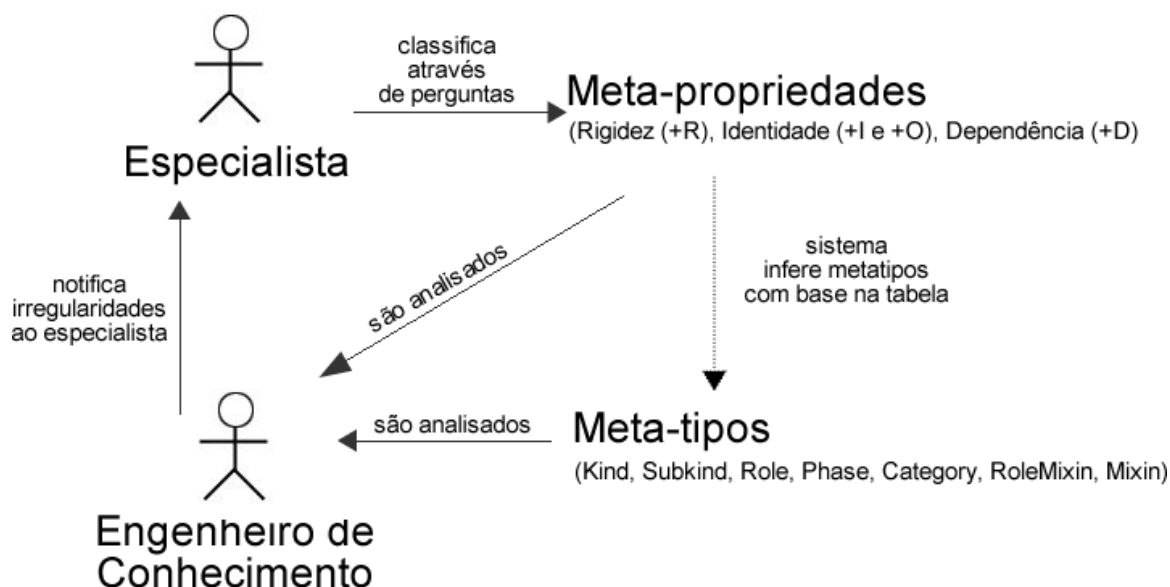 classifica
através
de perguntas
Meta-propriedades
(Rigidez (+R), Identidade (+I e +O), Dependência (+D)
Especialista
notifica
irregularidades
ao especialista
são analisados
sistema
infere metatipos
com base na tabela
são analisados
Meta-tipos
(Kind, Subkind, Role, Phase, Category, RoleMixin, Mixin)
Engenheiro de
Conhecimento